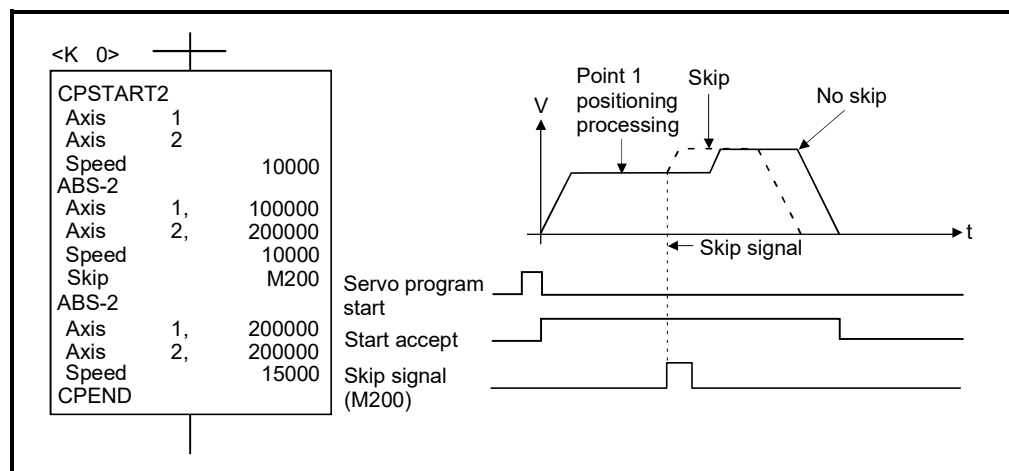 <K 0>
CPSTART2
Axis 1
Axis 2
Speed 10000
ABS-2
Axis 1, 100000
Axis 2, 200000
Speed 10000
Skip M200
ABS-2
Axis 1, 200000
Axis 2, 200000
Speed 15000
CPEND
V
Point 1
positioning
processing
Skip
No skip
t
Skip signal
Servo program
start
Start accept
Skip signal
(M200)